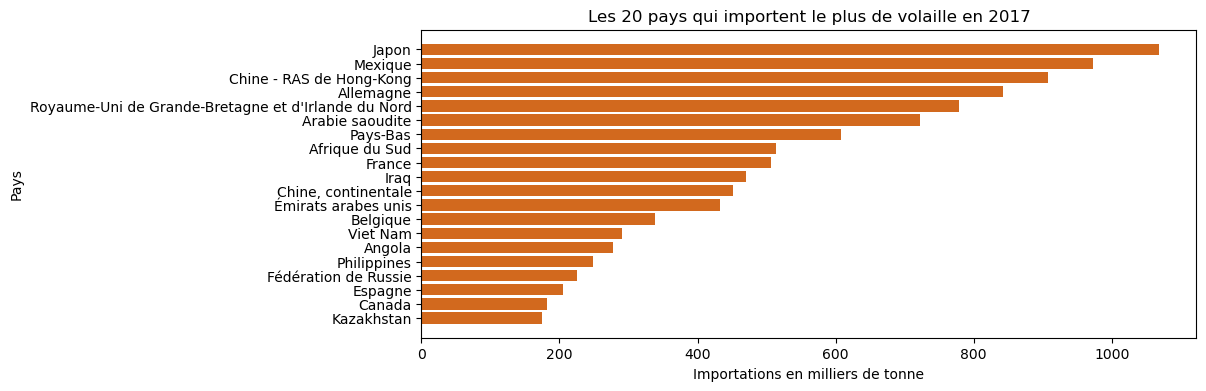 Les 20 pays qui importent le plus de volaille en 2017
Pays
Japon
Mexique
Chine - RAS de Hong-Kong
Allemagne
Royaume-Uni de Grande-Bretagne et d'Irlande du Nord
Arabie saoudite
Pays-Bas
Afrique du Sud
France
Iraq
Chine, continentale
Émirats arabes unis
Belgique
Viet Nam
Angola
Philippines
Fédération de Russie
Espagne
Canada
Kazakhstan
0 200 400 600 800 1000
Importations en milliers de tonne